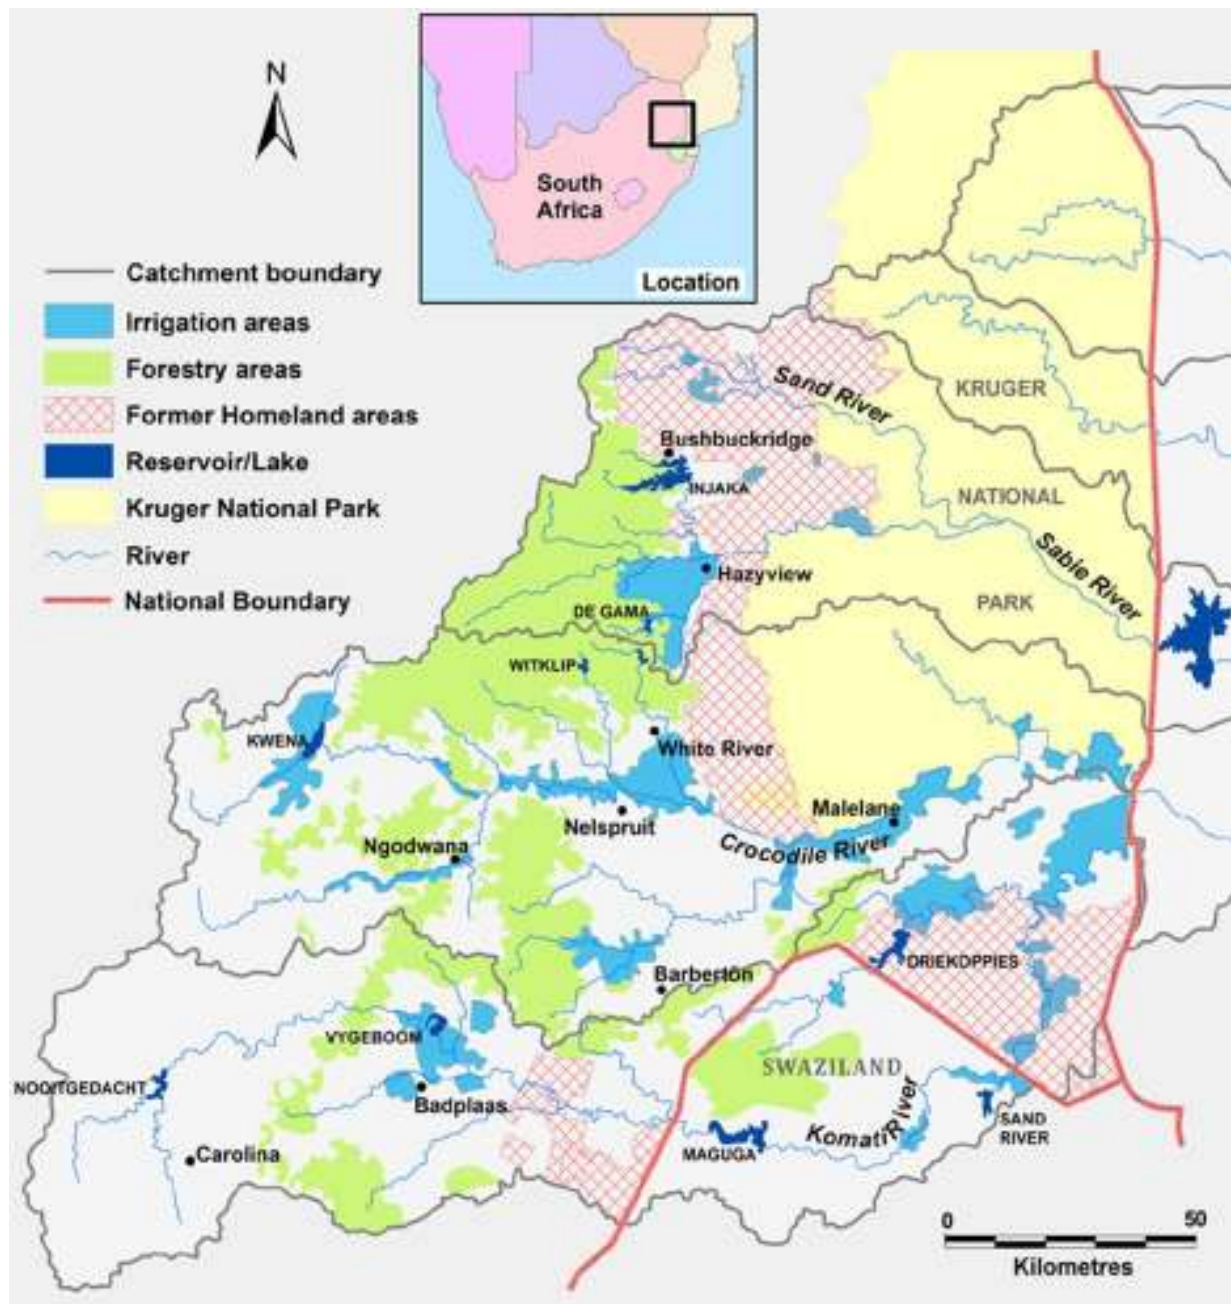 N
South
Africa
Location
Catchment boundary
Irrigation areas
Forestry areas
Former Homeland areas
Reservoir/Lake
Kruger National Park
River
National Boundary
KRUGER
Sand River
Bushbuckridge
INJAKA
NATIONAL
Sabie River
Hazyview
PARK
DE GAMA
WITKLIP
KWENA
White River
Malelane
Nelspruit
Crocodile River
Ngodwana
DRIEKOPPIES
Barberton
VYGEBOOM
SWAZILAND
NOOITGEDACHT
Badplaas
Komati River
SAND
RIVER
MAGUGA
Carolina
0 50
Kilometres